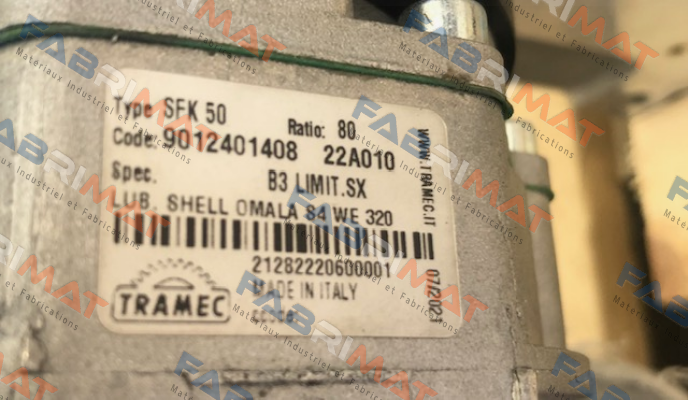 Type SFK 50
Ratio: 80
Code: 9012401408 22A010
Spec. B3 LIMIT.SX
LUB. SHELL OMALA S4 WE 320
21282220600001
MADE IN ITALY
TRAMEC
WWW.TRAMEC.IT
07/2021
FABRIMAT
Matériaux Industriel et Fabrications